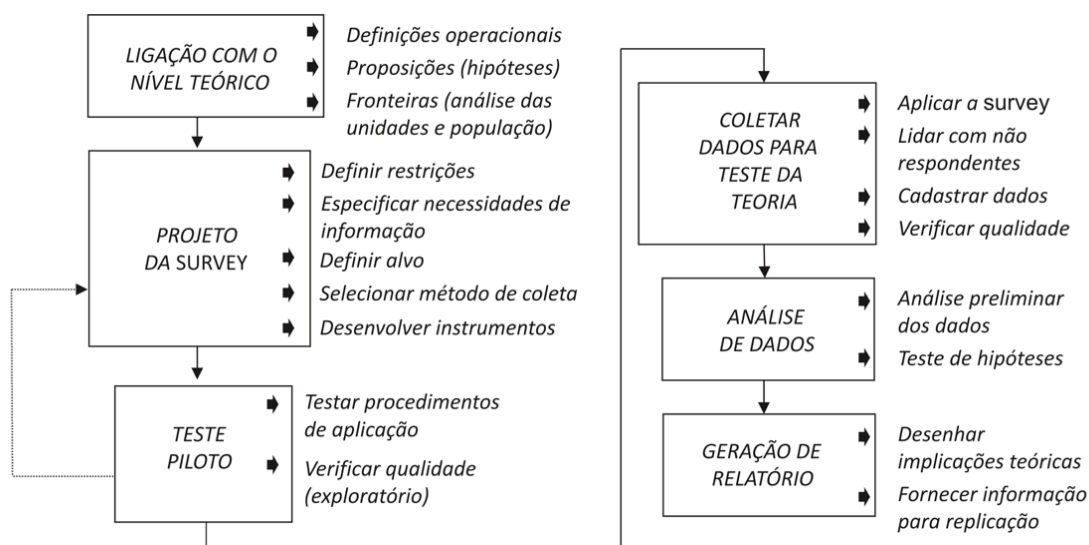 LIGAÇÃO COM O
NÍVEL TEÓRICO
Definições operacionais
Proposições (hipóteses)
Fronteiras (análise das
unidades e população)
PROJETO
DA SURVEY
Definir restrições
Especificar necessidades de
informação
Definir alvo
Selecionar método de coleta
Desenvolver instrumentos
TESTE
PILOTO
Testar procedimentos
de aplicação
Verificar qualidade
(exploratório)
COLETAR
DADOS PARA
TESTE DA
TEORIA
Aplicar a survey
Lidar com não
respondentes
Cadastrar dados
Verificar qualidade
ANÁLISE
DE DADOS
Análise preliminar
dos dados
Teste de hipóteses
GERAÇÃO DE
RELATÓRIO
Desenhar
implicações teóricas
Fornecer informação
para replicação